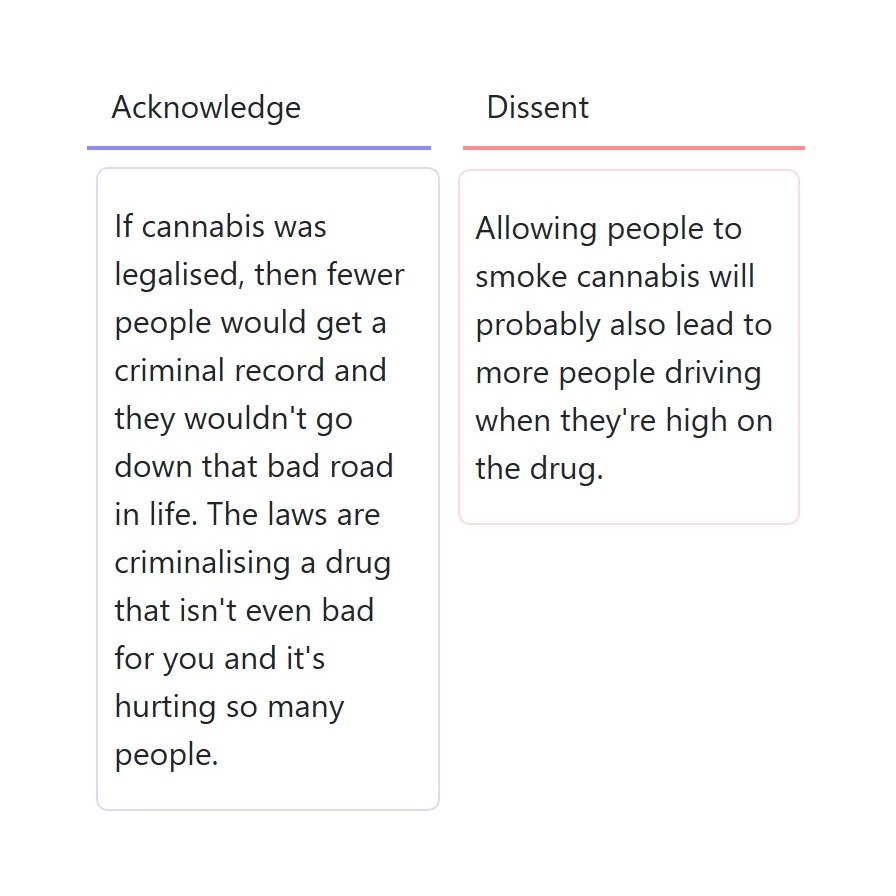 Acknowledge
If cannabis was
legalised, then fewer
people would get a
criminal record and
they wouldn't go
down that bad road
in life. The laws are
criminalising a drug
that isn't even bad
for you and it's
hurting so many
people.
Dissent
Allowing people to
smoke cannabis will
probably also lead to
more people driving
when they're high on
the drug.